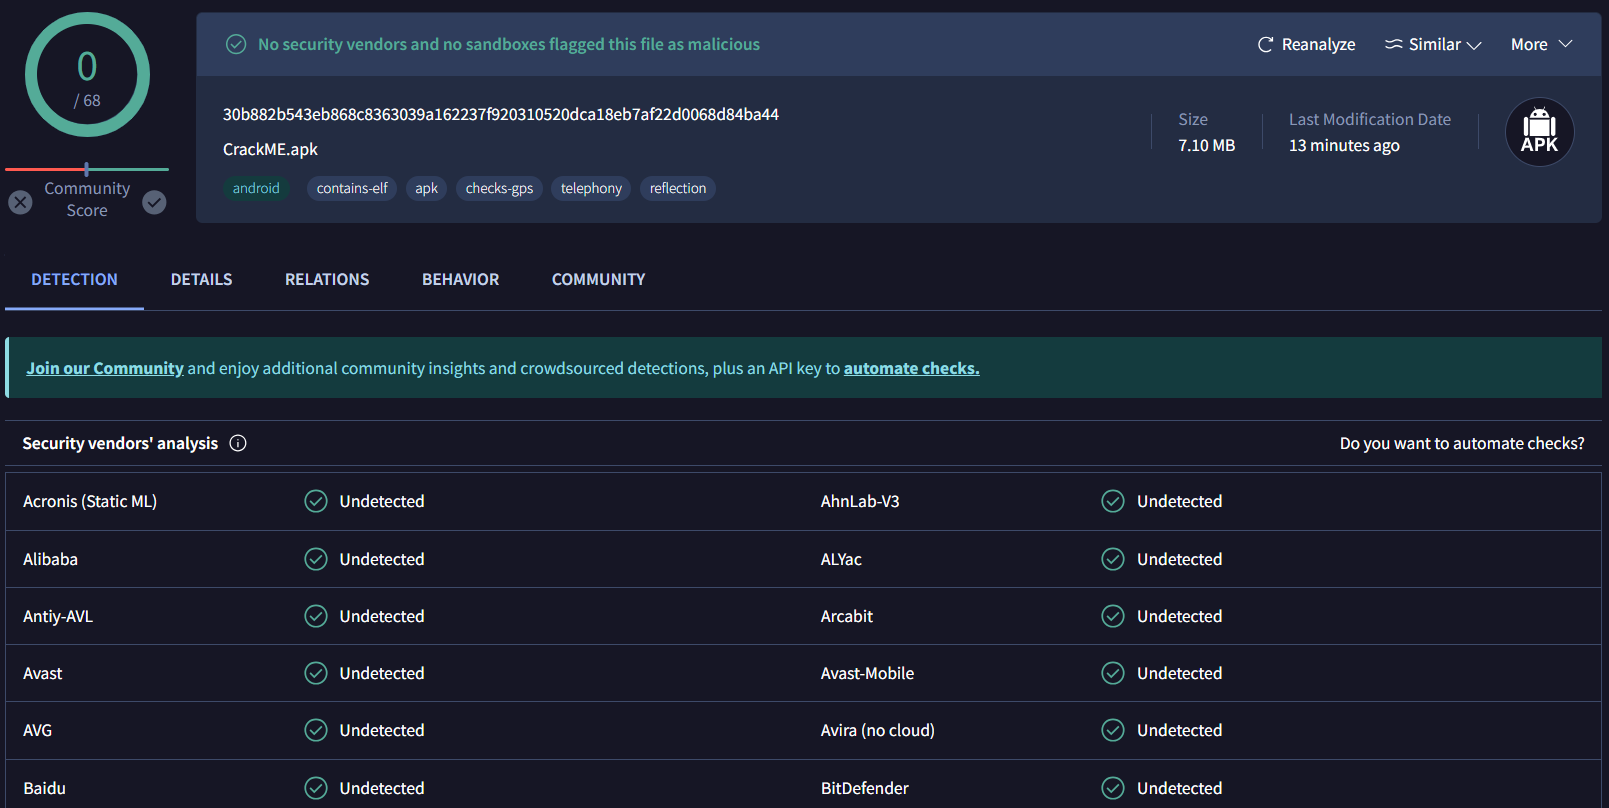 0
/ 68
Community
Score
No security vendors and no sandboxes flagged this file as malicious
Reanalyze
Similar
More
30b882b543eb868c8363039a162237f920310520dca18eb7af22d0068d84ba44
CrackME.apk
android contains-elf apk checks-gps telephony reflection
Size
7.10 MB
Last Modification Date
13 minutes ago
APK
DETECTION DETAILS RELATIONS BEHAVIOR COMMUNITY
Join our Community and enjoy additional community insights and crowdsourced detections, plus an API key to automate checks.
Security vendors' analysis Do you want to automate checks?
Acronis (Static ML) Undetected AhnLab-V3 Undetected
Alibaba Undetected ALYac Undetected
Antiy-AVL Undetected Arcabit Undetected
Avast Undetected Avast-Mobile Undetected
AVG Undetected Avira (no cloud) Undetected
Baidu Undetected BitDefender Undetected